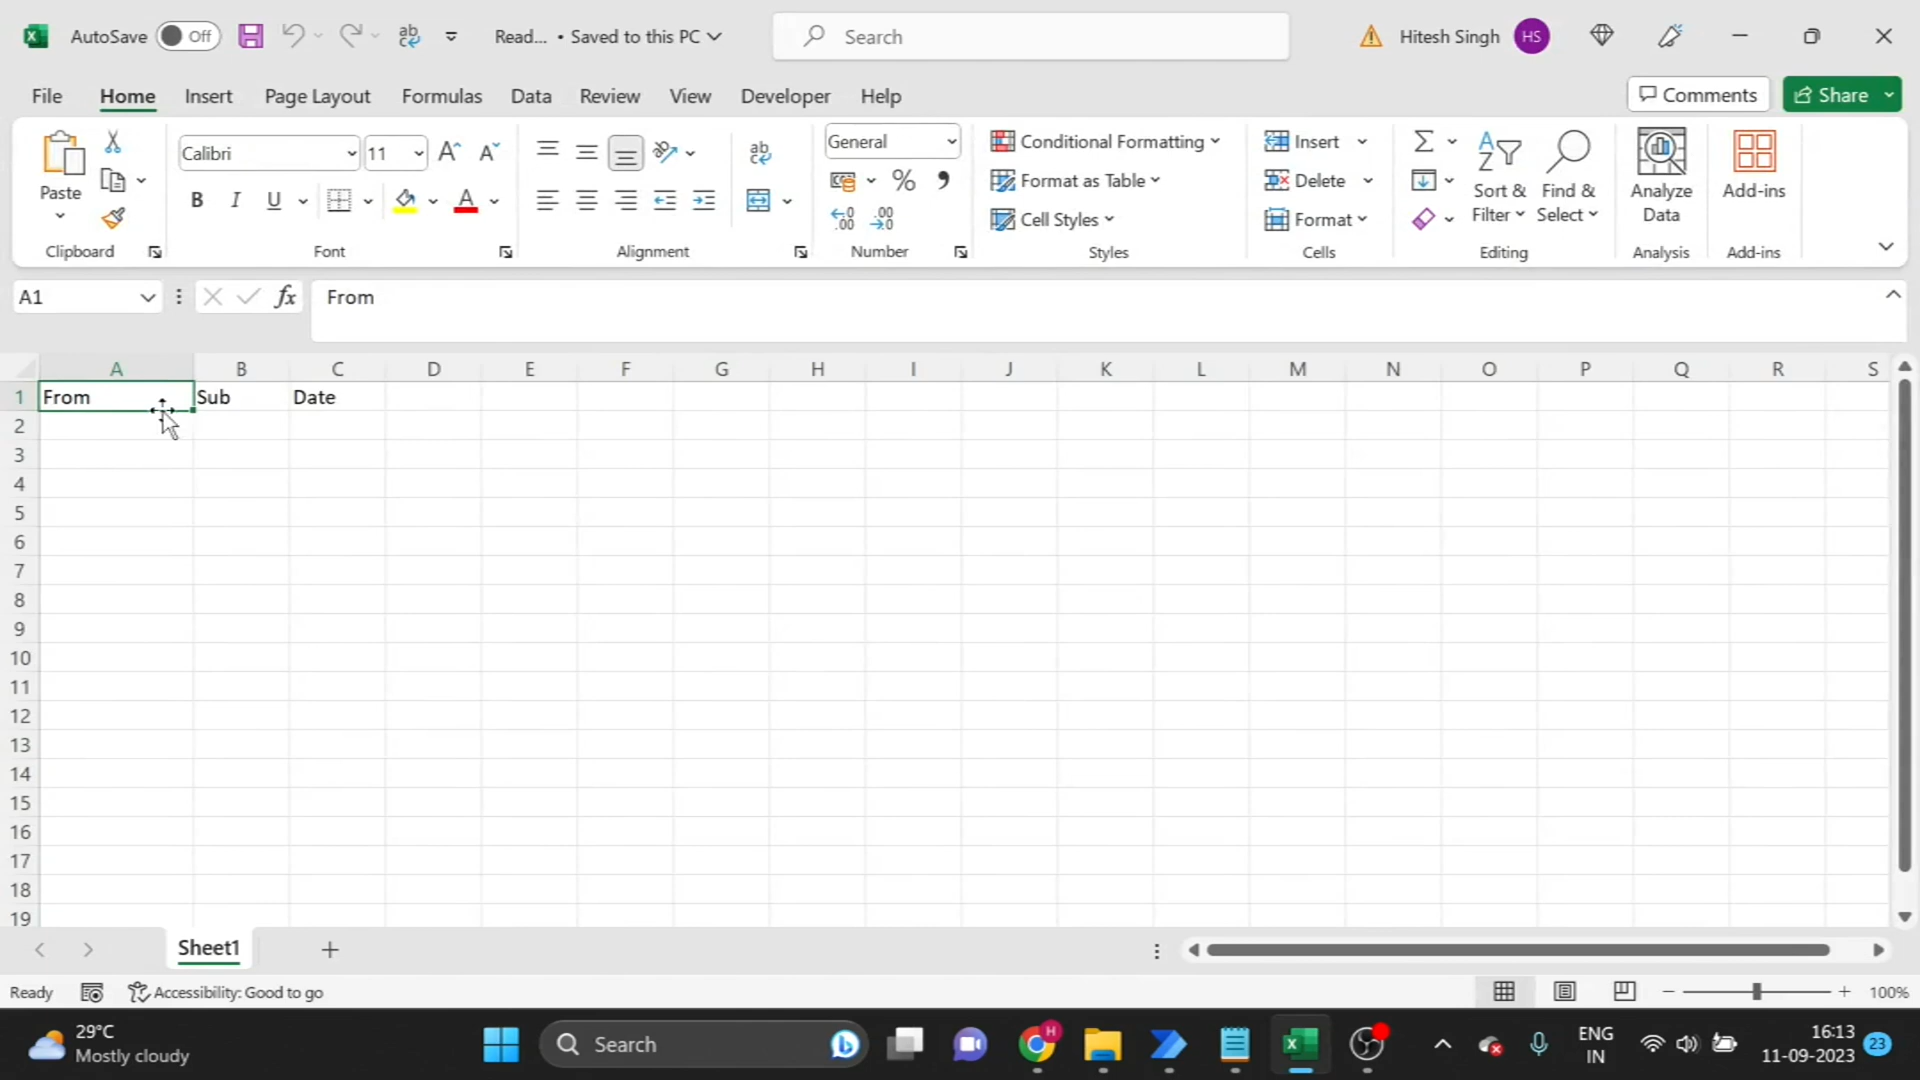 AutoSave Off Read... • Saved to this PC Search Hitesh Singh HS
File Home Insert Page Layout Formulas Data Review View Developer Help Comments Share
Paste
Clipboard
Calibri 11
B I U
Font
ab
Alignment
General
% ,
Number
Conditional Formatting
Format as Table
Cell Styles
Styles
Insert
Delete
Format
Cells
Sort & Filter
Find & Select
Editing
Analyze Data
Analysis
Add-ins
Add-ins
A1 fx From
A B C D E F G H I J K L M N O P Q R S
1 From Sub Date
2
3
4
5
6
7
8
9
10
11
12
13
14
15
16
17
18
19
Sheet1
Ready Accessibility: Good to go 100%
29°C
Mostly cloudy
Search
ENG
IN
16:13
11-09-2023
23